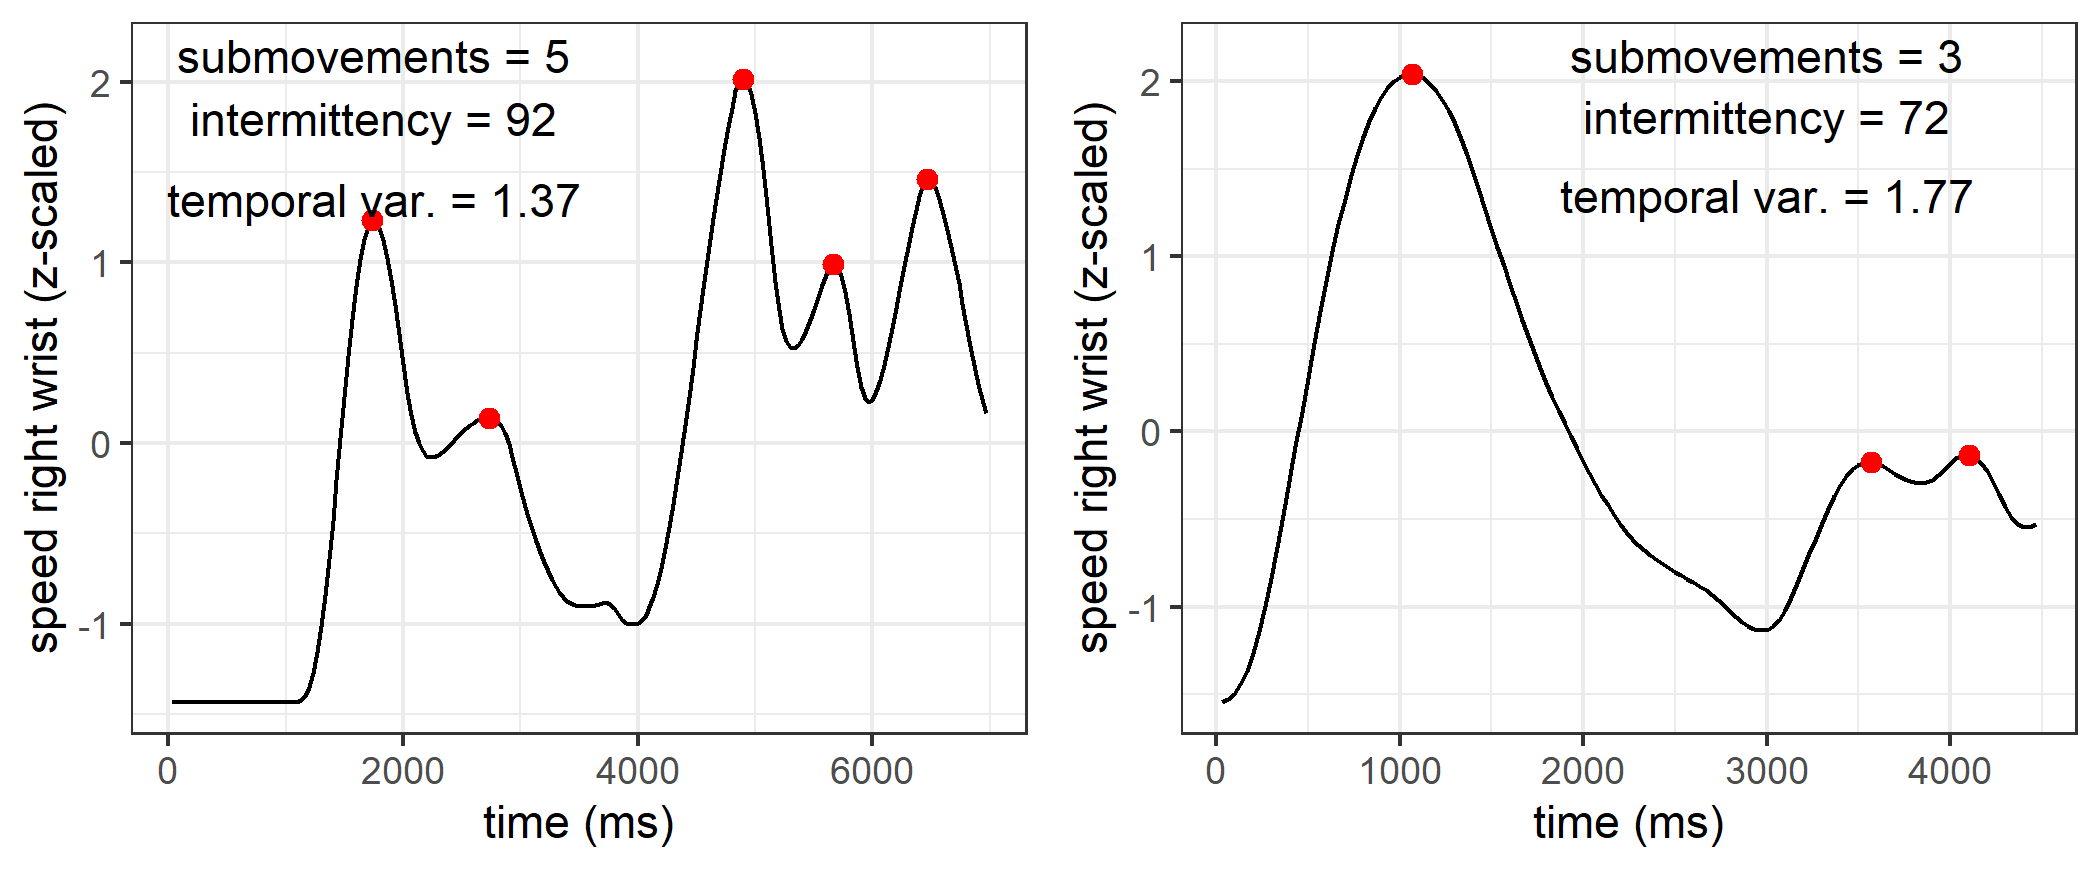 submovements = 5
intermittency = 92
temporal var. = 1.37
speed right wrist (z-scaled)
2
1
0
-1
0
2000
4000
6000
time (ms)
submovements = 3
intermittency = 72
temporal var. = 1.77
speed right wrist (z-scaled)
2
1
0
-1
0
1000
2000
3000
4000
time (ms)